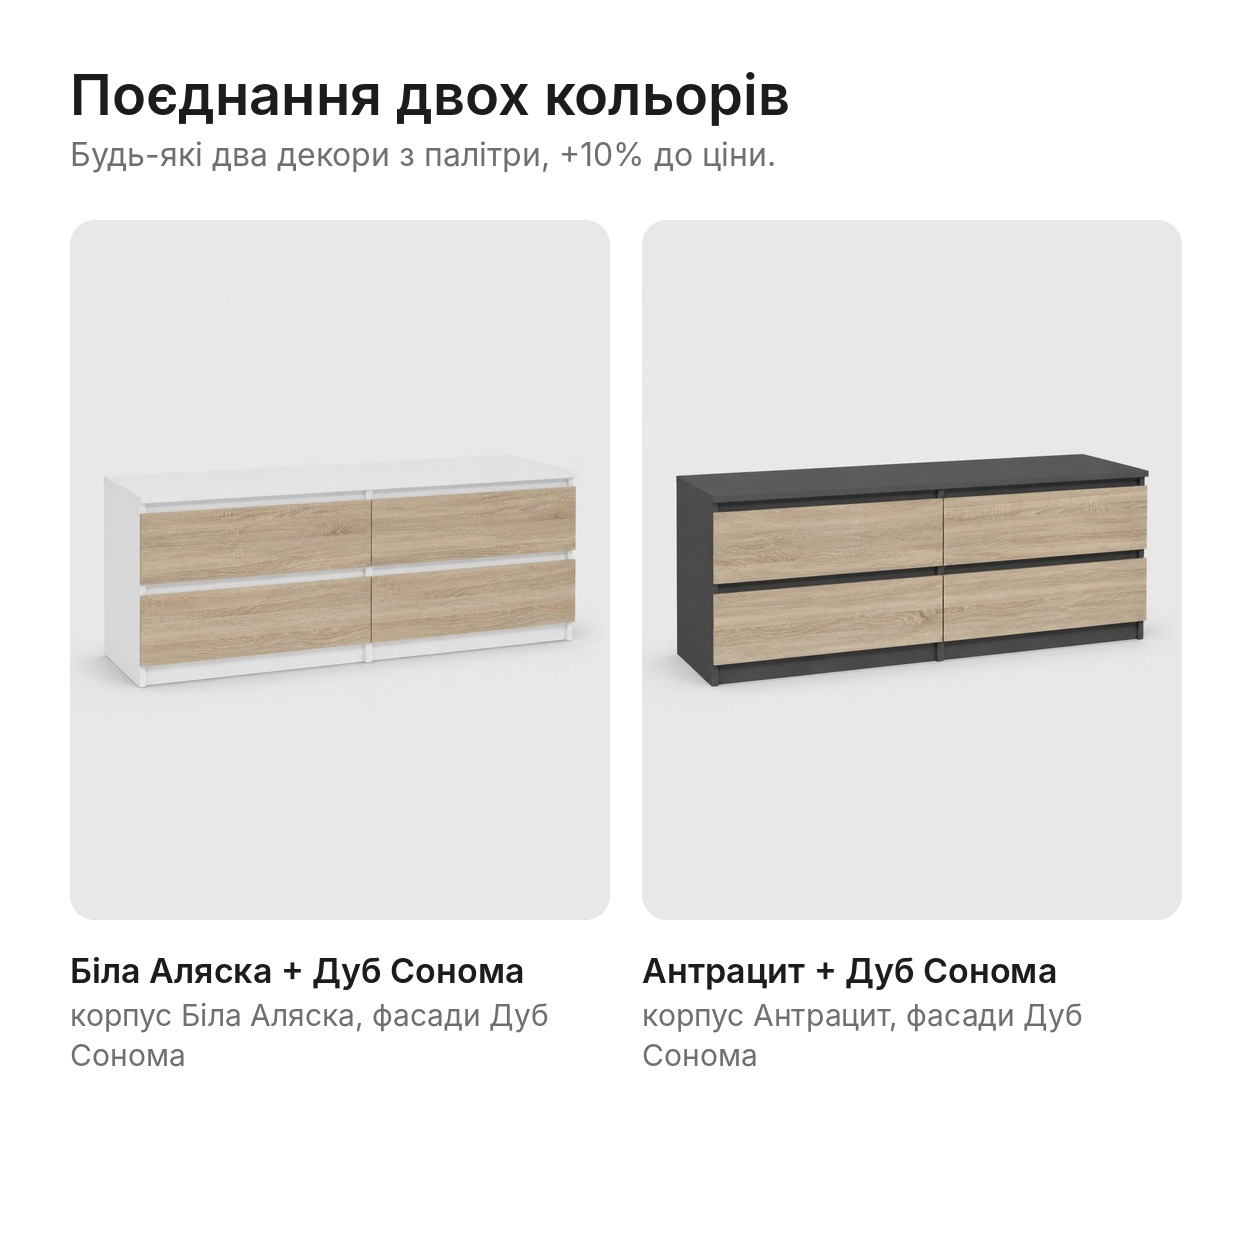 Поєднання двох кольорів
Будь-які два декори з палітри, +10% до ціни.
Біла Аляска + Дуб Сонома
корпус Біла Аляска, фасади Дуб
Сонома
Антрацит + Дуб Сонома
корпус Антрацит, фасади Дуб
Сонома